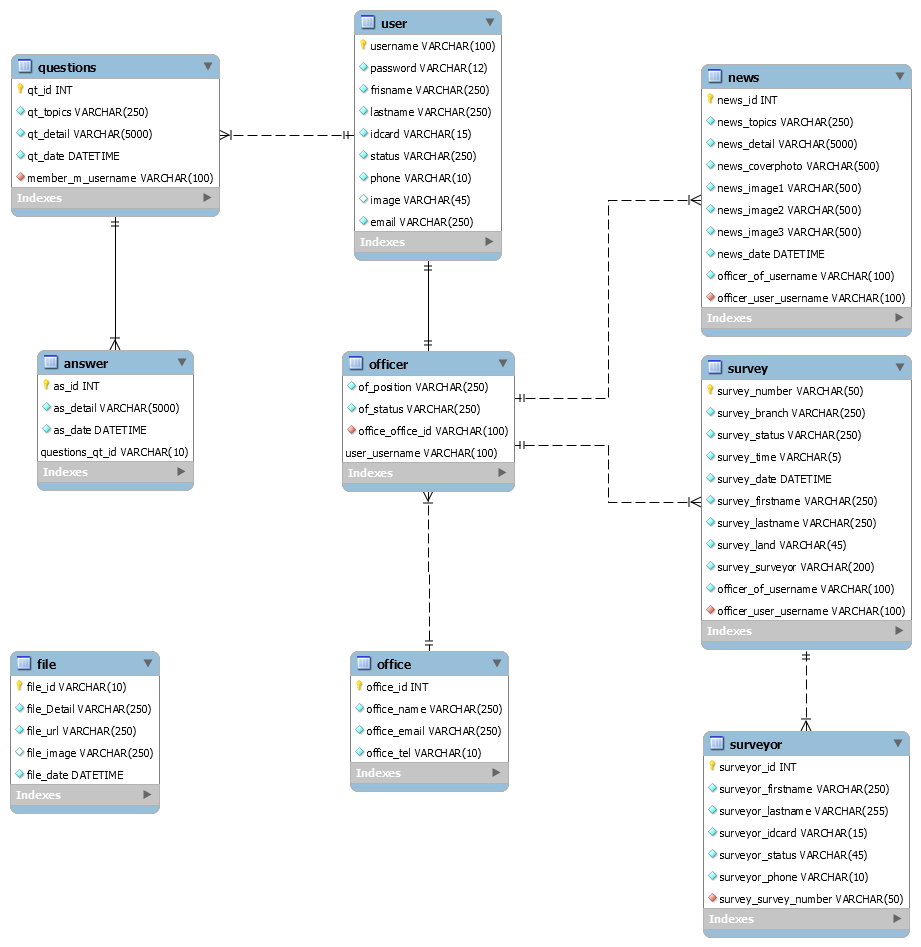 user
username VARCHAR(100)
password VARCHAR(12)
frisname VARCHAR(250)
lastname VARCHAR(250)
idcard VARCHAR(15)
status VARCHAR(250)
phone VARCHAR(10)
image VARCHAR(45)
email VARCHAR(250)
Indexes
questions
qt_id INT
qt_topics VARCHAR(250)
qt_detail VARCHAR(5000)
qt_date DATETIME
member_m_username VARCHAR(100)
Indexes
news
news_id INT
news_topics VARCHAR(250)
news_detail VARCHAR(5000)
news_coverphoto VARCHAR(500)
news_image1 VARCHAR(500)
news_image2 VARCHAR(500)
news_image3 VARCHAR(500)
news_date DATETIME
officer_of_username VARCHAR(100)
officer_user_username VARCHAR(100)
Indexes
answer
as_id INT
as_detail VARCHAR(5000)
as_date DATETIME
questions_qt_id VARCHAR(10)
Indexes
officer
of_position VARCHAR(250)
of_status VARCHAR(250)
office_office_id VARCHAR(100)
user_username VARCHAR(100)
Indexes
survey
survey_number VARCHAR(50)
survey_branch VARCHAR(250)
survey_status VARCHAR(250)
survey_time VARCHAR(5)
survey_date DATETIME
survey_firstname VARCHAR(250)
survey_lastname VARCHAR(250)
survey_land VARCHAR(45)
survey_surveyor VARCHAR(200)
officer_of_username VARCHAR(100)
officer_user_username VARCHAR(100)
Indexes
file
file_id VARCHAR(10)
file_Detail VARCHAR(250)
file_url VARCHAR(250)
file_image VARCHAR(250)
file_date DATETIME
Indexes
office
office_id INT
office_name VARCHAR(250)
office_email VARCHAR(250)
office_tel VARCHAR(10)
Indexes
surveyor
surveyor_id INT
surveyor_firstname VARCHAR(250)
surveyor_lastname VARCHAR(255)
surveyor_idcard VARCHAR(15)
surveyor_status VARCHAR(45)
surveyor_phone VARCHAR(10)
survey_survey_number VARCHAR(50)
Indexes